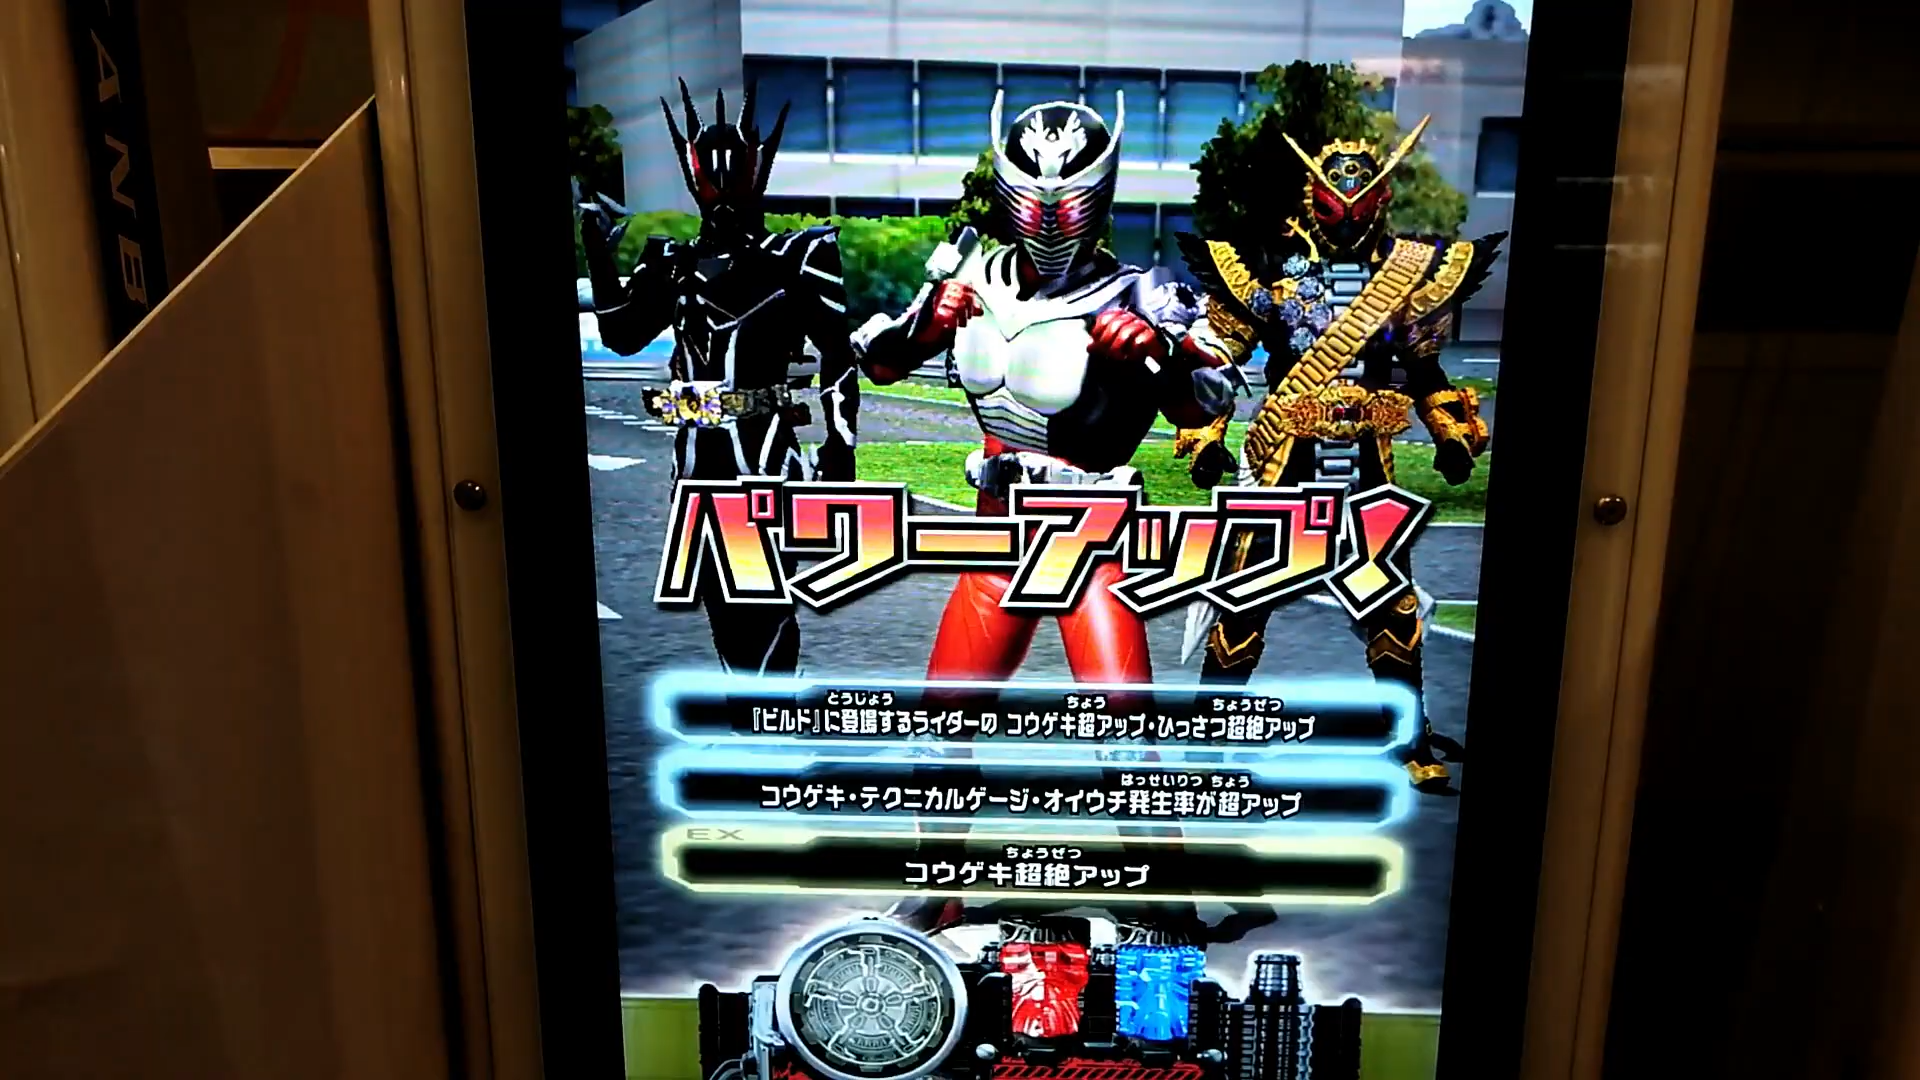 ANB
パワーアップ!
とうじょう ちょう ちょうぜつ
『ビルド』に登場するライダーの コウゲキ超アップ・ひっさつ超絶アップ
はっせいりつ ちょう
コウゲキ・テクニカルゲージ・オイウチ発生率が超アップ
EX
ちょうぜつ
コウゲキ超絶アップ